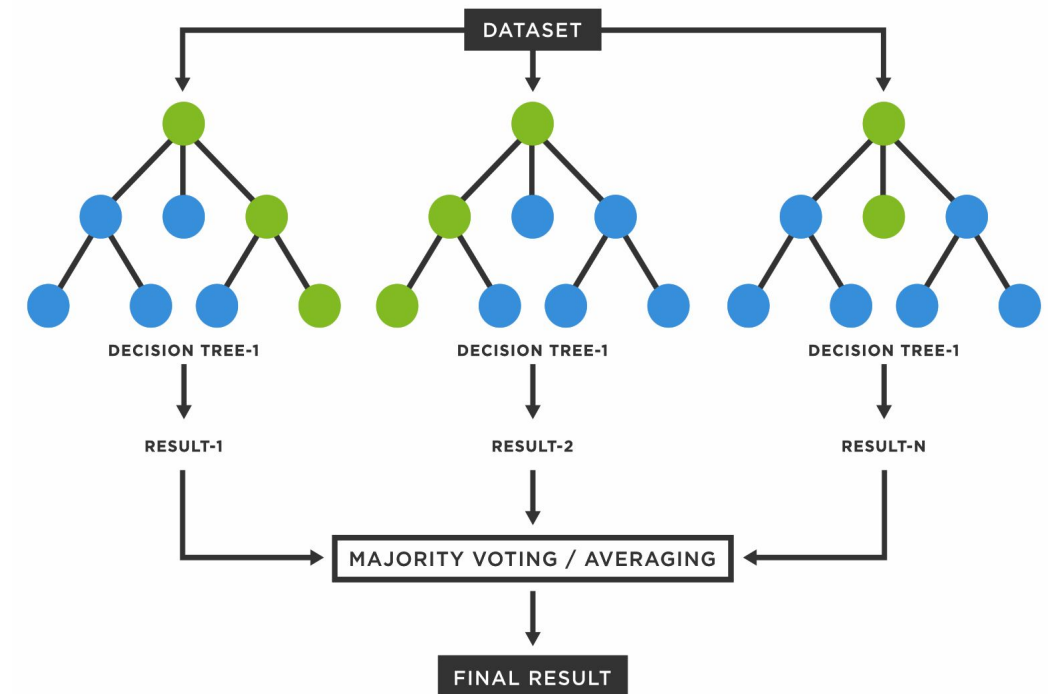 DATASET
DECISION TREE-1
DECISION TREE-1
DECISION TREE-1
RESULT-1
RESULT-2
RESULT-N
MAJORITY VOTING / AVERAGING
FINAL RESULT